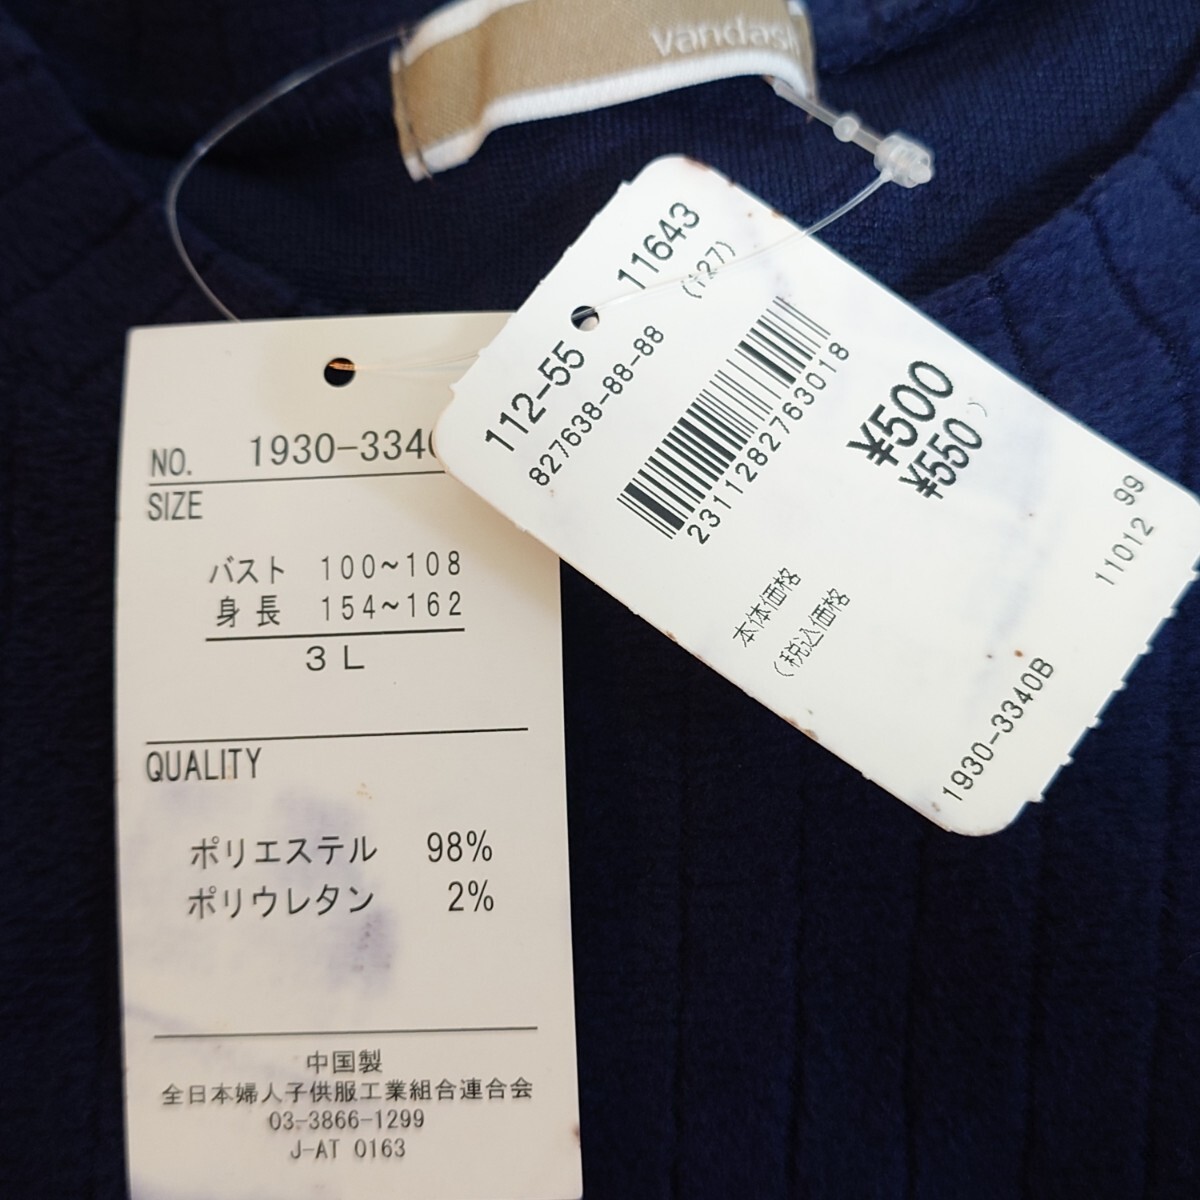 NO. 1930-3340
SIZE
バスト 100~108
身長 154~162
3L
QUALITY
ポリエステル 98%
ポリウレタン 2%
中国製
全日本婦人子供服工業組合連合会
03-3866-1299
J-AT 0163
112-55 11643
827638-88-88 (127)
2311282763018
¥500
¥550)
本体価格
(税込価格
99
11012
1930-3340B